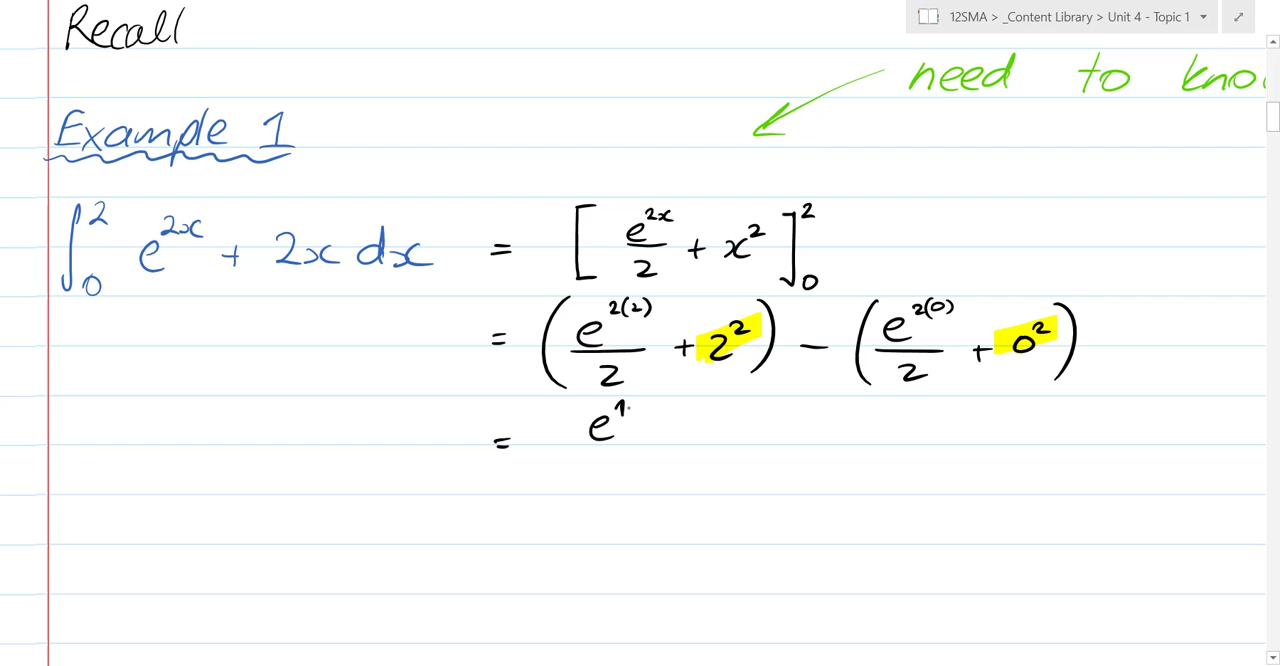 12SMA > _Content Library > Unit 4 - Topic 1
Recall
need to kno
Example 1
∫₀² e^{2x} + 2x dx = [ e^{2x}/2 + x² ]₀²
= ( e^{2(2)}/2 + 2² ) − ( e^{2(0)}/2 + 0² )
= e